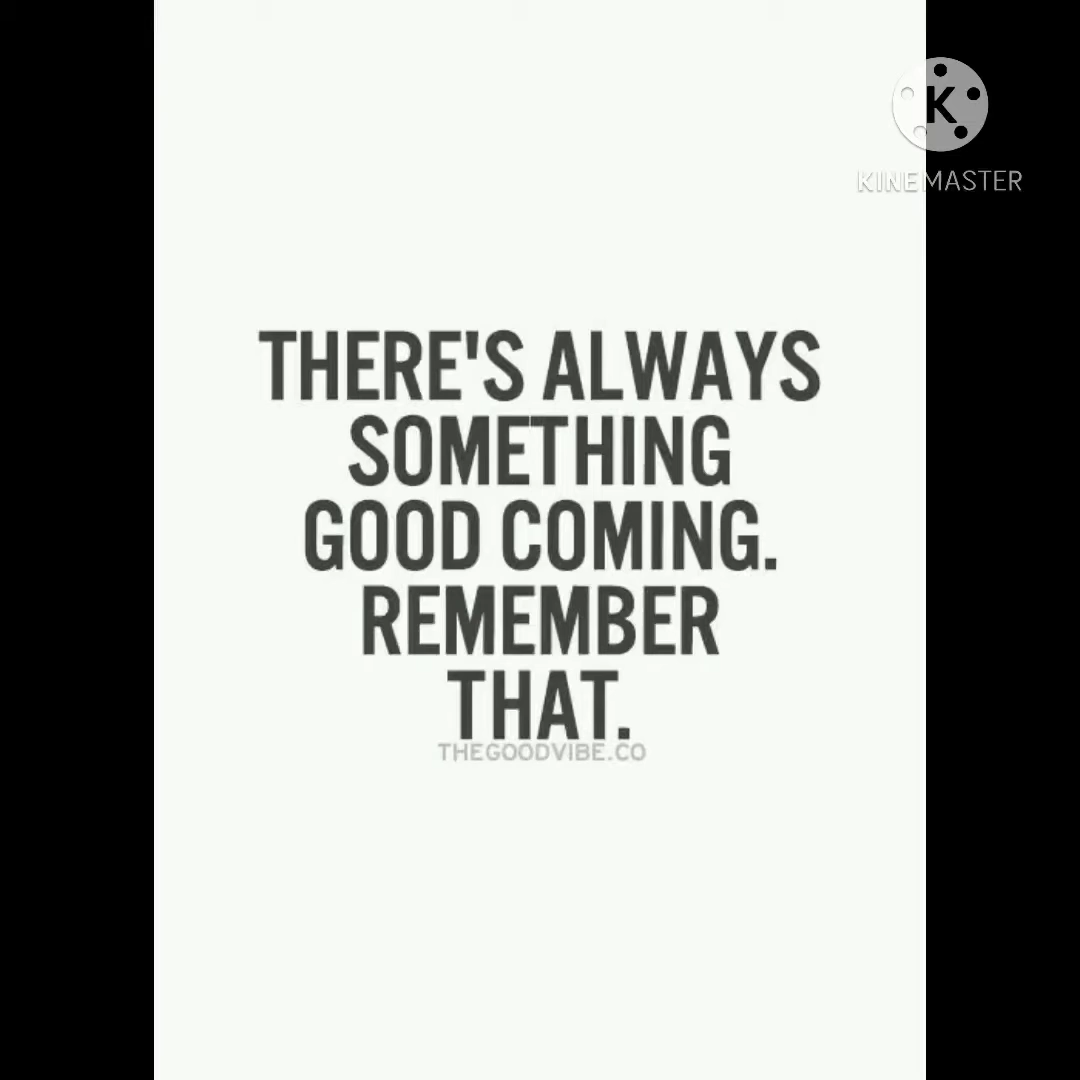 K
KINEMASTER
THERE'S ALWAYS
SOMETHING
GOOD COMING.
REMEMBER
THAT.
THEGOODVIBE.CO